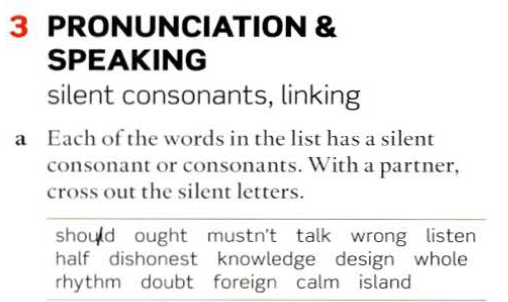 3 PRONUNCIATION &
SPEAKING
silent consonants, linking
a Each of the words in the list has a silent
consonant or consonants. With a partner,
cross out the silent letters.
should ought mustn't talk wrong listen
half dishonest knowledge design whole
rhythm doubt foreign calm island